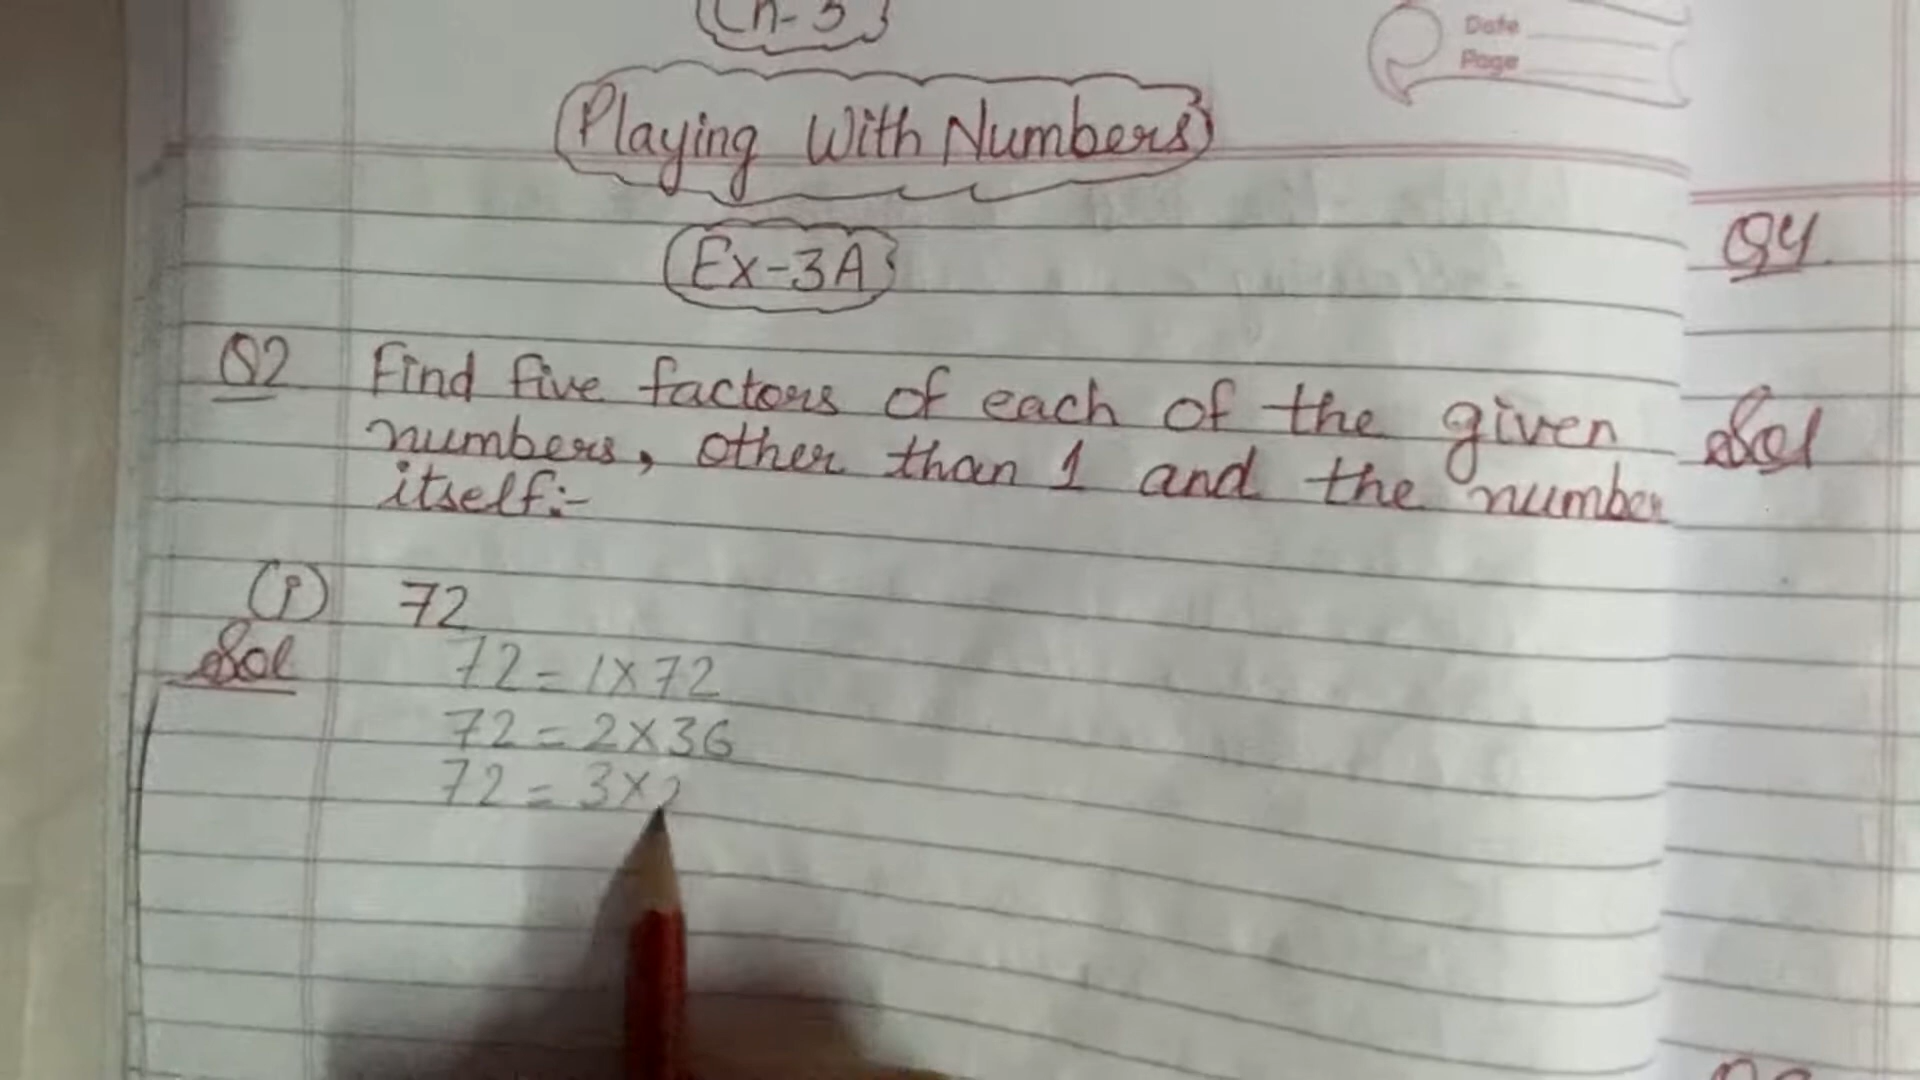 Ch-3
Date
Page
Playing With Numbers
Ex-3A
Q2 Find five factors of each of the given
numbers, other than 1 and the number
itself:-
(i) 72
Sol 72 = 1×72
72 = 2×36
72 = 3×2
Q4
Sol